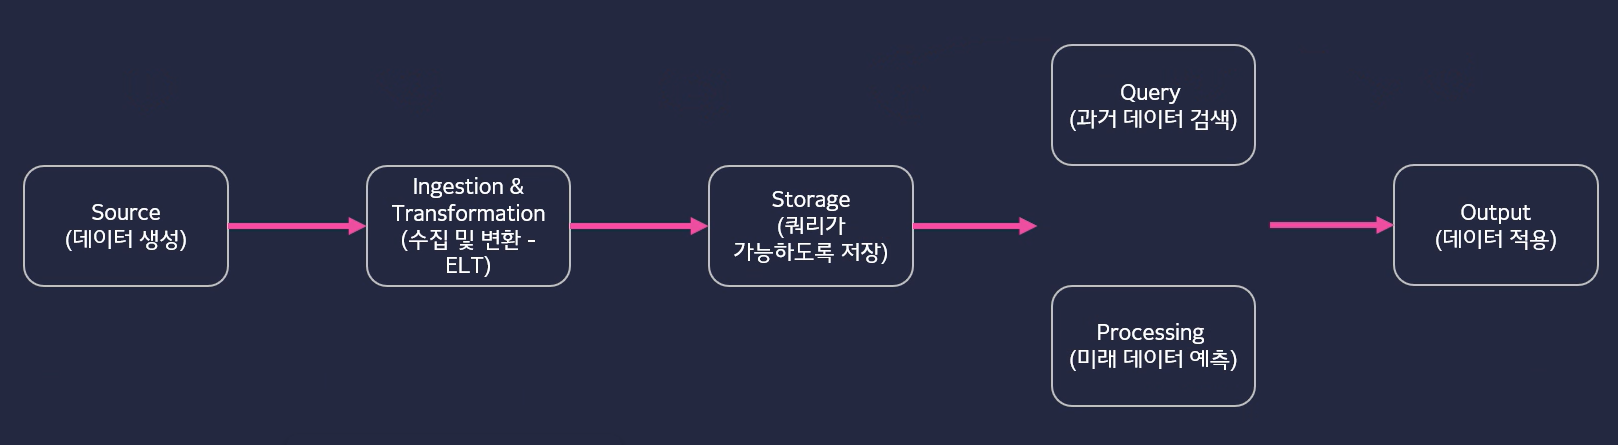 Source
(데이터 생성)
Ingestion &
Transformation
(수집 및 변환 -
ELT)
Storage
(쿼리가
가능하도록 저장)
Query
(과거 데이터 검색)
Processing
(미래 데이터 예측)
Output
(데이터 적용)